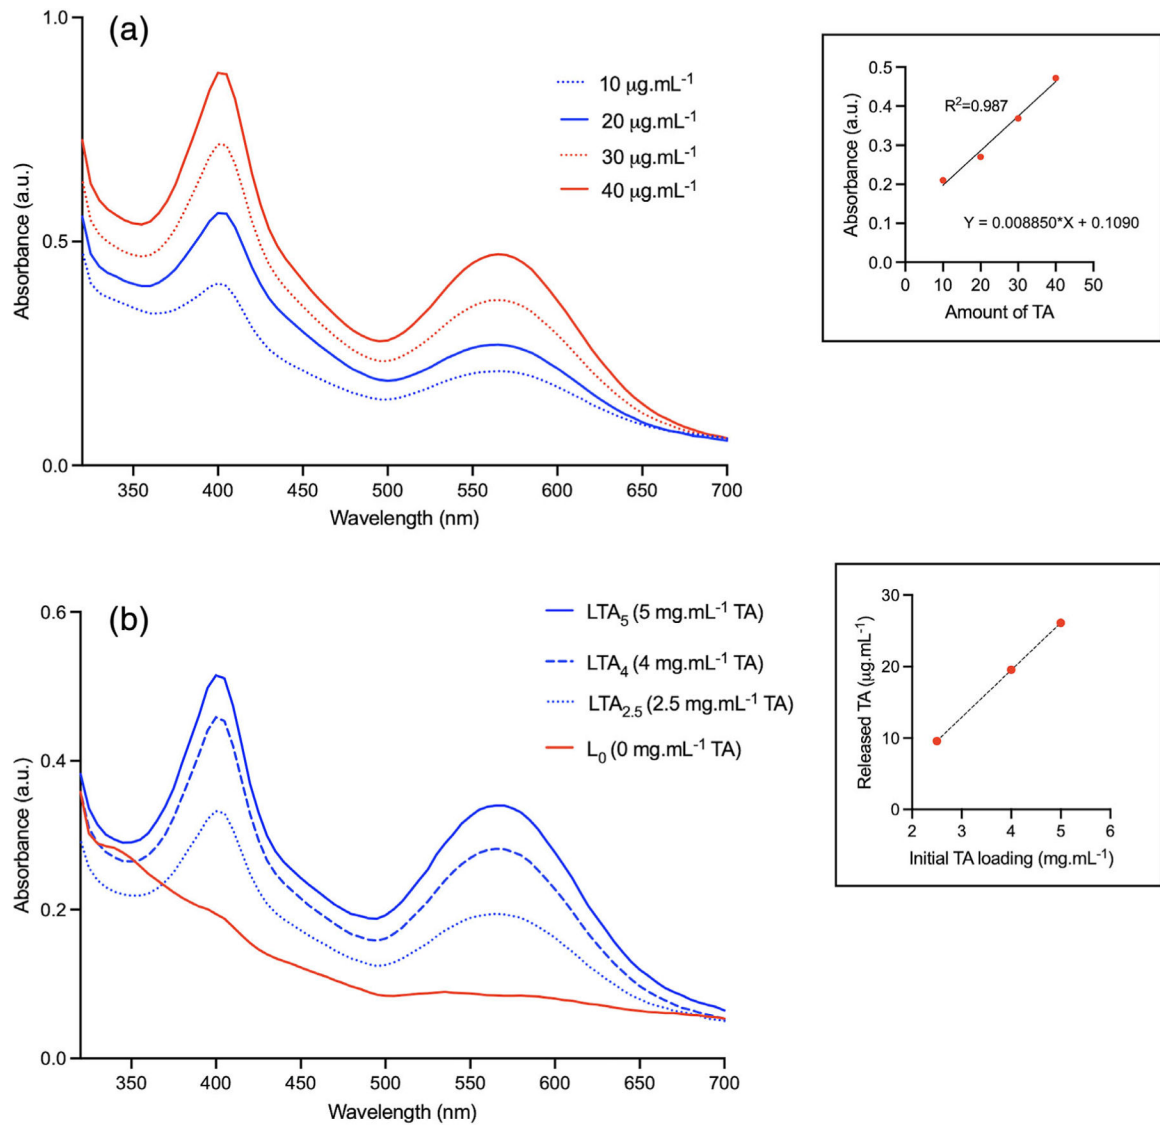 (a)
1.0
0.5
0.0
Absorbance (a.u.)
350 400 450 500 550 600 650 700
Wavelength (nm)
10 μg.mL⁻¹
20 μg.mL⁻¹
30 μg.mL⁻¹
40 μg.mL⁻¹
0.5
0.4
0.3
0.2
0.1
0.0
Absorbance (a.u.)
R²=0.987
Y = 0.008850*X + 0.1090
0 10 20 30 40 50
Amount of TA
(b)
0.6
0.4
0.2
0.0
Absorbance (a.u.)
350 400 450 500 550 600 650 700
Wavelength (nm)
LTA₅ (5 mg.mL⁻¹ TA)
LTA₄ (4 mg.mL⁻¹ TA)
LTA₂.₅ (2.5 mg.mL⁻¹ TA)
L₀ (0 mg.mL⁻¹ TA)
30
20
10
0
Released TA (μg.mL⁻¹)
2 3 4 5 6
Initial TA loading (mg.mL⁻¹)